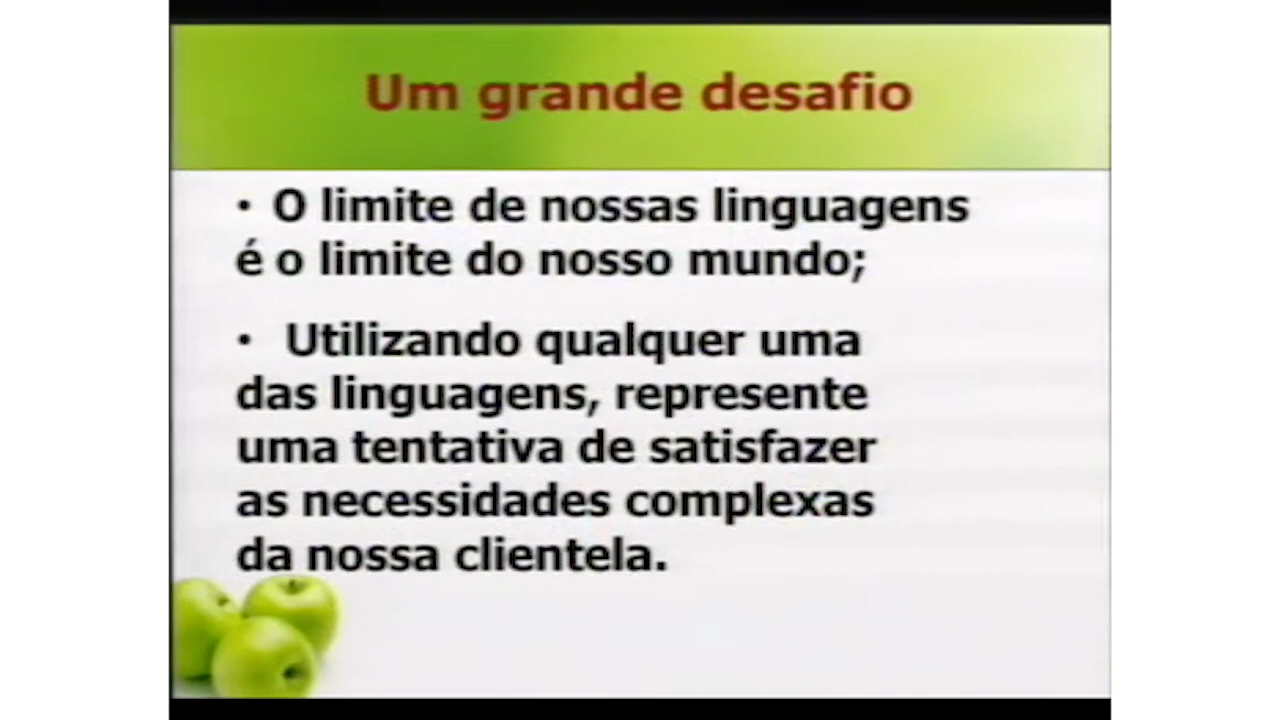 Um grande desafio
• O limite de nossas linguagens
é o limite do nosso mundo;
• Utilizando qualquer uma
das linguagens, represente
uma tentativa de satisfazer
as necessidades complexas
da nossa clientela.